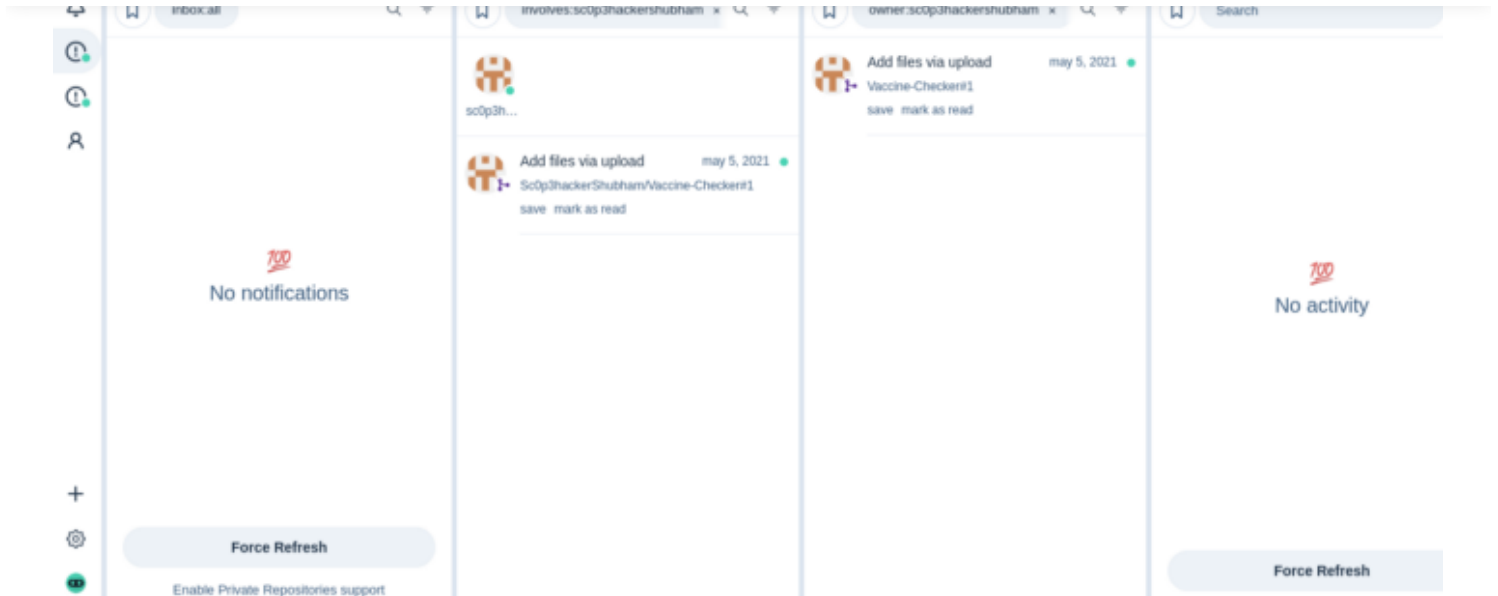 inbox:all
No notifications
Force Refresh
Enable Private Repositories support
involves:sc0p3hackershubham ×
sc0p3h...
Add files via upload may 5, 2021
Sc0p3hackerShubham/Vaccine-Checker#1
save mark as read
owner:sc0p3hackershubham ×
Add files via upload may 5, 2021
Vaccine-Checker#1
save mark as read
Search
No activity
Force Refresh